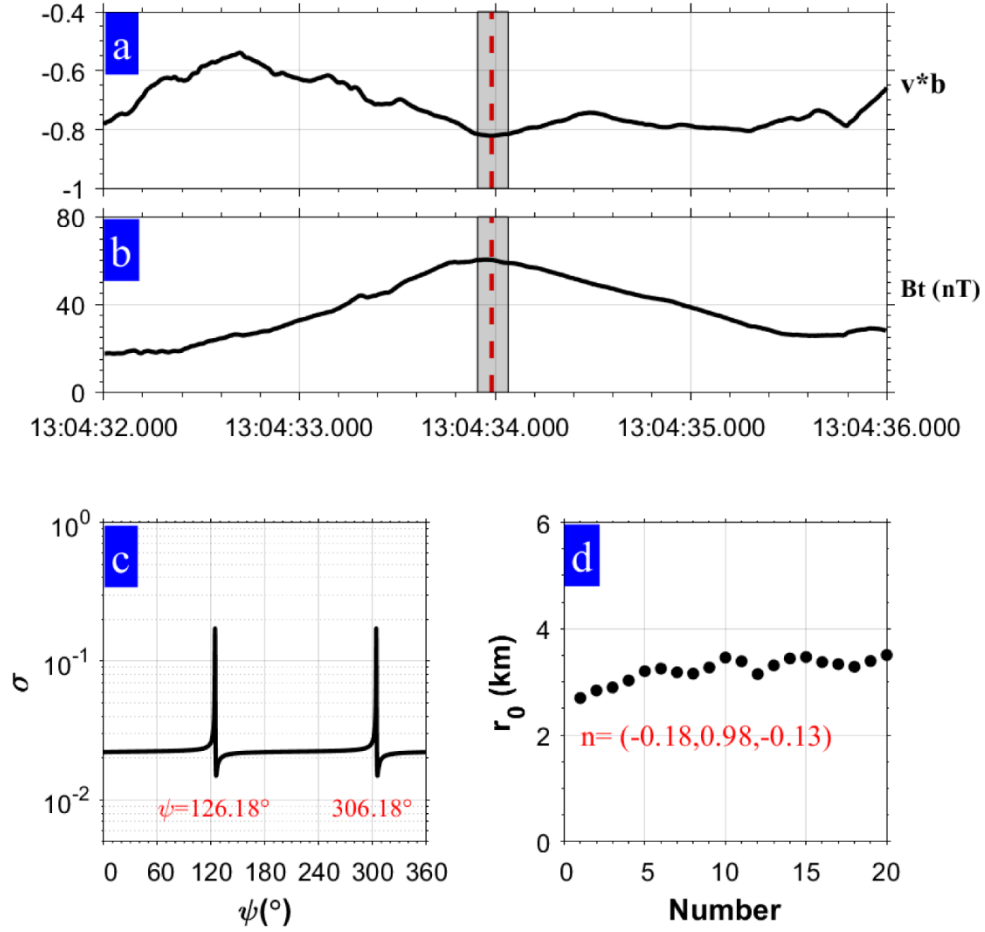 a
-0.4
-0.6
-0.8
-1
v*b
b
80
40
0
Bt (nT)
13:04:32.000 13:04:33.000 13:04:34.000 13:04:35.000 13:04:36.000
c
10^0
10^-1
10^-2
σ
ψ=126.18° 306.18°
0 60 120 180 240 300 360
ψ(°)
d
6
4
2
0
r_0 (km)
n= (-0.18,0.98,-0.13)
0 5 10 15 20
Number